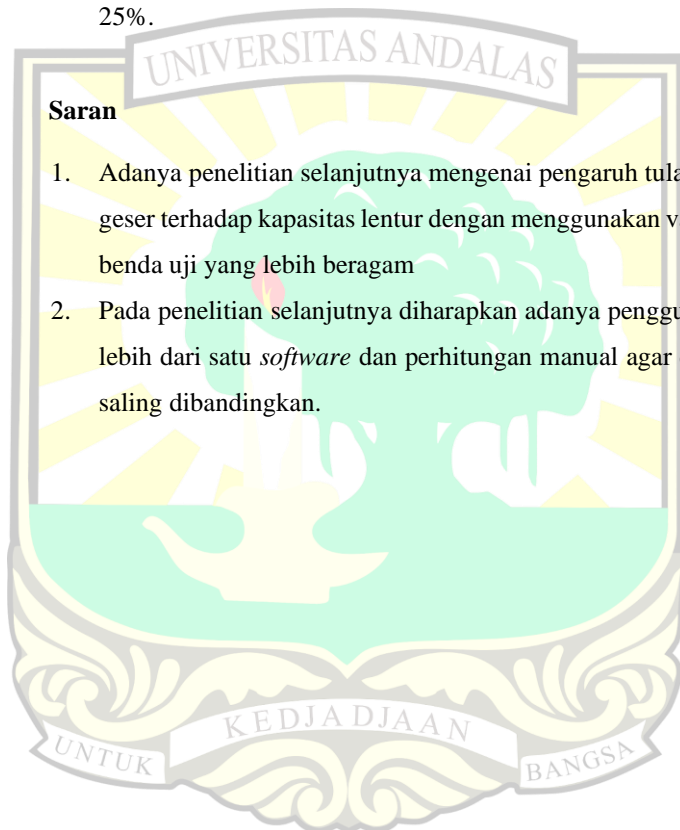 25%.
UNIVERSITAS ANDALAS
Saran
1. Adanya penelitian selanjutnya mengenai pengaruh
geser terhadap kapasitas lentur dengan menggunakan
benda uji yang lebih beragam
2. Pada penelitian selanjutnya diharapkan adanya
lebih dari satu software dan perhitungan manual agar
saling dibandingkan.
KEDJADJAAN
UNTUK
BANGSA